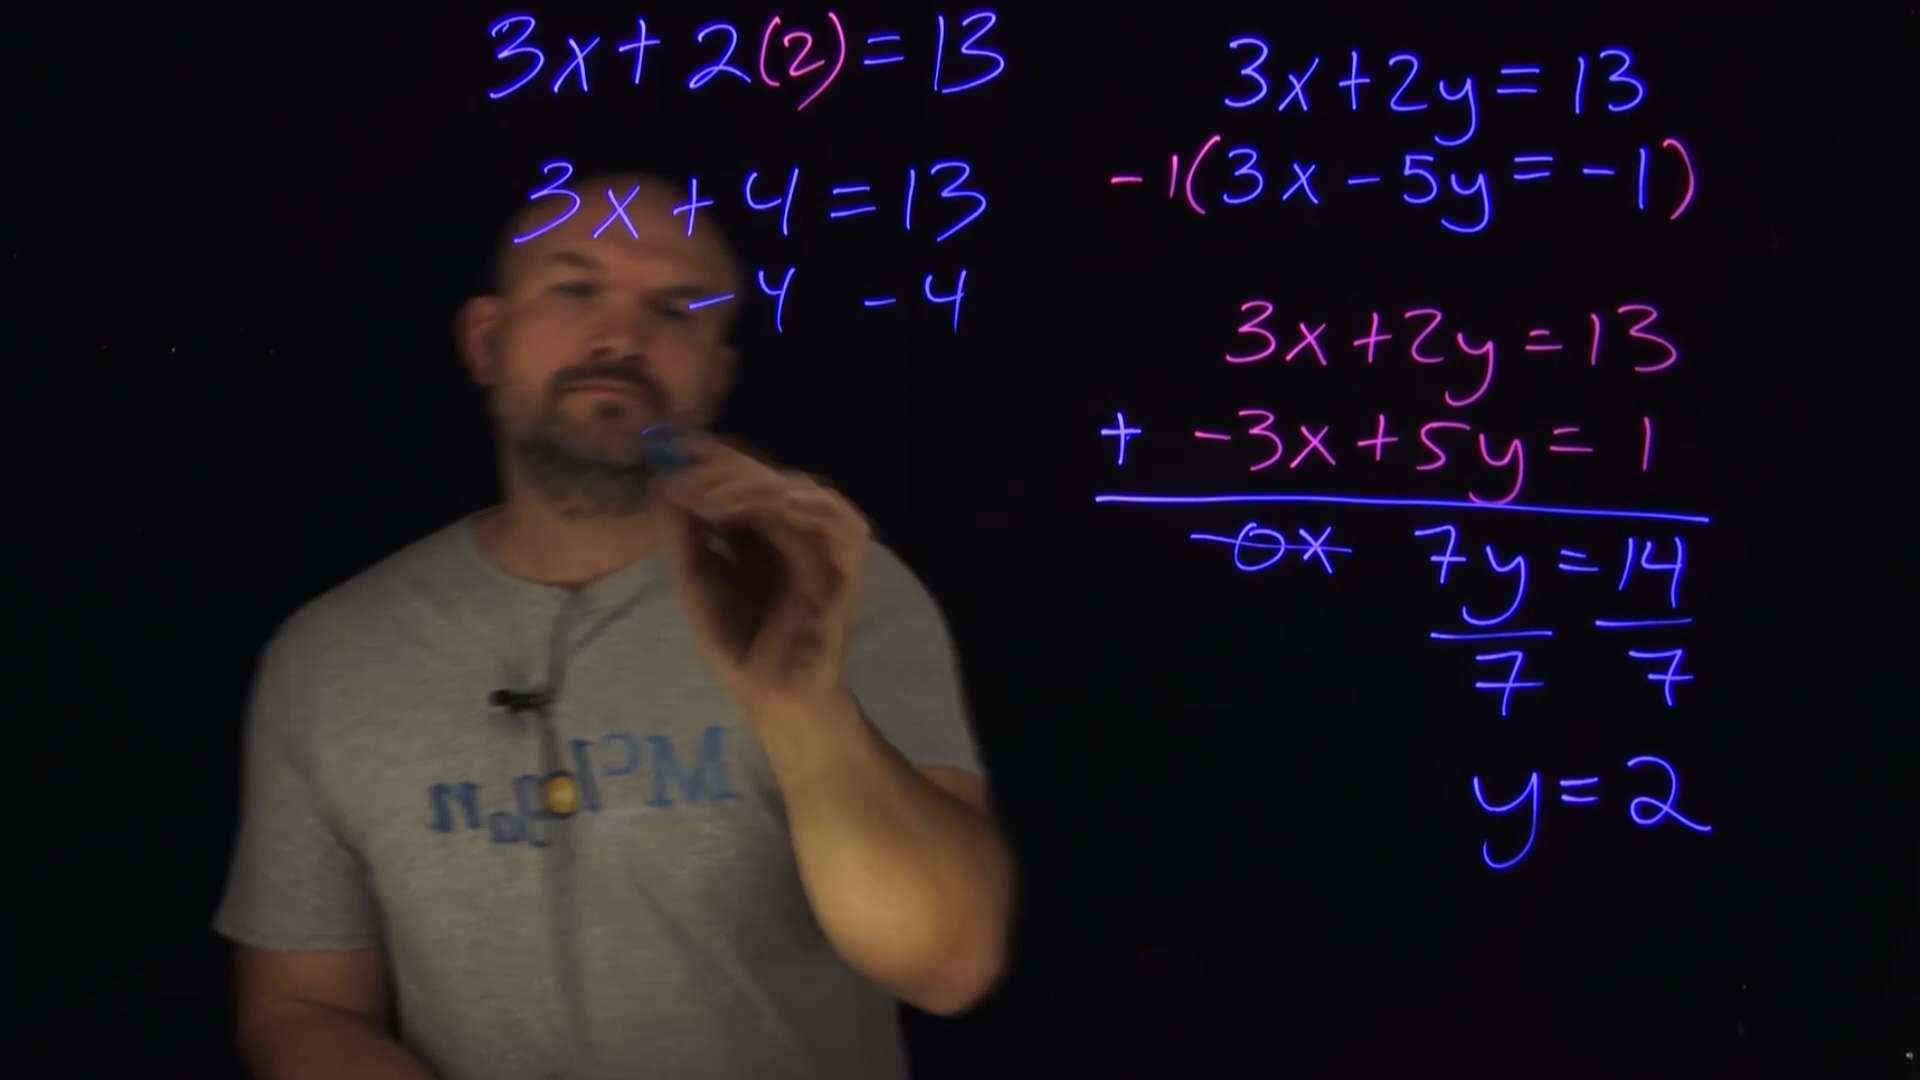 3x + 2(2) = 13
3x + 4 = 13
- 4 - 4
3x + 2y = 13
-1(3x - 5y = -1)
3x + 2y = 13
+ -3x + 5y = 1
-0x 7y = 14
7 7
y = 2
McLogan